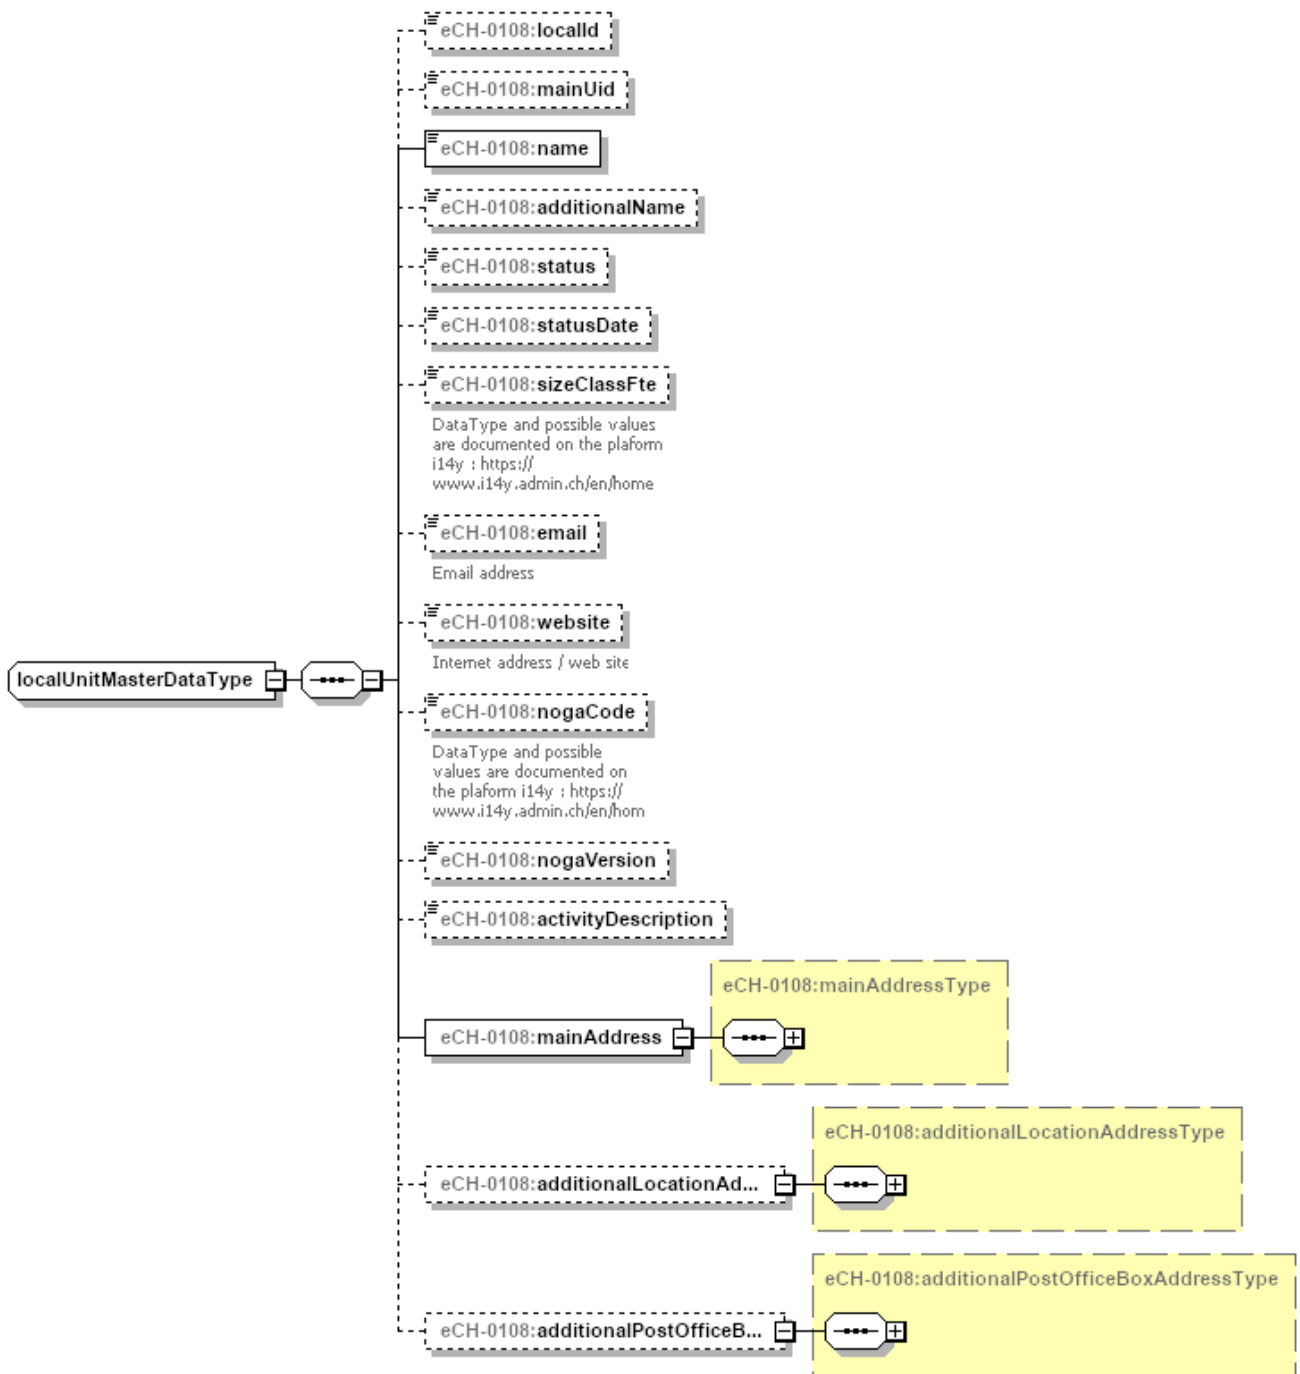 eCH-0108:localId
eCH-0108:mainUid
eCH-0108:name
eCH-0108:additionalName
eCH-0108:status
eCH-0108:statusDate
eCH-0108:sizeClassFte
DataType and possible values
are documented on the plaform
i14y : https://
www.i14y.admin.ch/en/home
eCH-0108:email
Email address
eCH-0108:website
Internet address / web site
localUnitMasterDataType
eCH-0108:nogaCode
DataType and possible
values are documented on
the plaform i14y : https://
www.i14y.admin.ch/en/hom
eCH-0108:nogaVersion
eCH-0108:activityDescription
eCH-0108:mainAddressType
eCH-0108:mainAddress
eCH-0108:additionalLocationAddressType
eCH-0108:additionalLocationAd...
eCH-0108:additionalPostOfficeBoxAddressType
eCH-0108:additionalPostOfficeB...